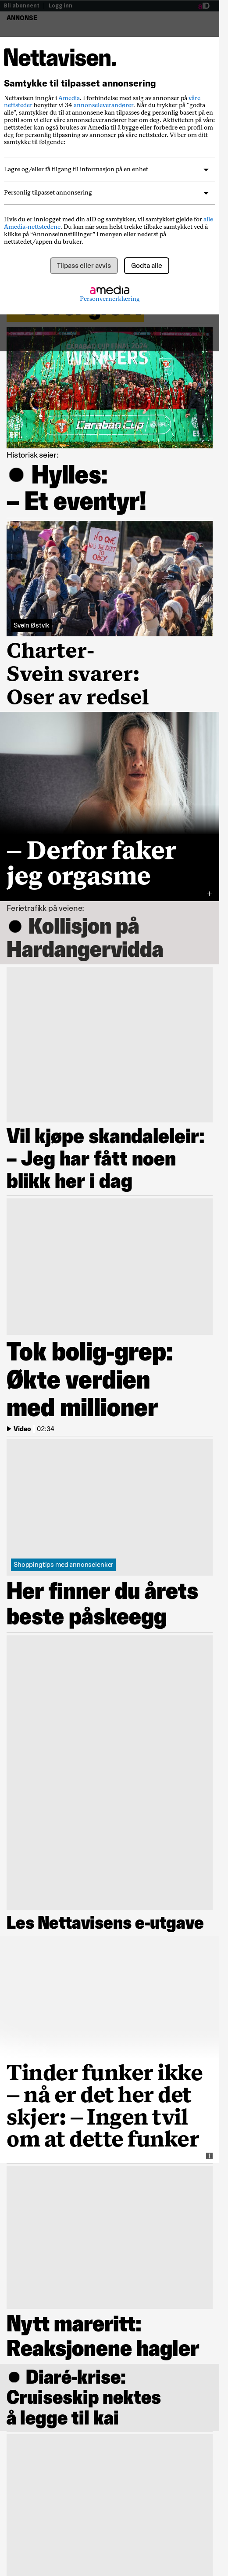 Bli abonnent | Logg inn
ANNONSE
Nettavisen.
Samtykke til tilpasset annonsering
Nettavisen inngår i Amedia. I forbindelse med salg av annonser på våre
nettsteder benytter vi 34 annonseleverandører. Når du trykker på "godta
alle", samtykker du til at annonsene kan tilpasses deg personlig basert på en
profil som vi eller våre annonseleverandører har om deg. Aktiviteten på våre
nettsteder kan også brukes av Amedia til å bygge eller forbedre en profil om
deg for personlig tilpasning av annonser på våre nettsteder. Vi ber om ditt
samtykke til følgende:
Lagre og/eller få tilgang til informasjon på en enhet
Personlig tilpasset annonsering
Hvis du er innlogget med din aID og samtykker, vil samtykket gjelde for alle
Amedia-nettstedene. Du kan når som helst trekke tilbake samtykket ved å
klikke på “Annonseinnstillinger” i menyen eller nederst på
nettstedet/appen du bruker.
Tilpass eller avvis
Godta alle
amedia
Personvernerklæring
Carabao Cup
EFL
Historisk seier:
Hylles:
– Et eventyr!
NO ONE
Svein Østvik
Charter-
Svein svarer:
Oser av redsel
– Derfor faker
jeg orgasme
Ferietrafikk på veiene:
Kollisjon på
Hardangervidda
Vil kjøpe skandaleleir:
– Jeg har fått noen
blikk her i dag
Tok bolig-grep:
Økte verdien
med millioner
Video | 02:34
Shoppingtips med annonselenker
Her finner du årets
beste påskeegg
Les Nettavisens e-utgave
Tinder funker ikke
– nå er det her det
skjer: – Ingen tvil
om at dette funker
Nytt mareritt:
Reaksjonene hagler
Diaré-krise:
Cruiseskip nektes
å legge til kai